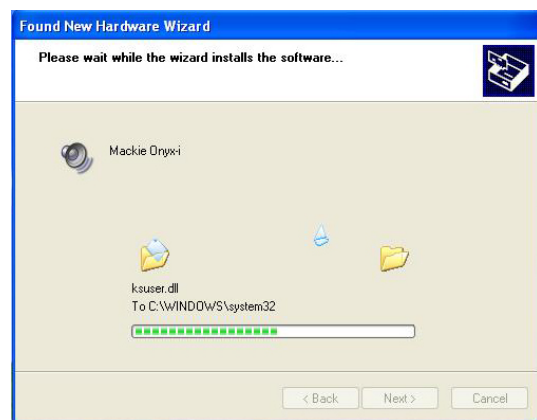 Found New Hardware Wizard
Please wait while the wizard installs the software...
Mackie Onyx-i
ksuser.dll
To C:\WINDOWS\system32
< Back
Next >
Cancel